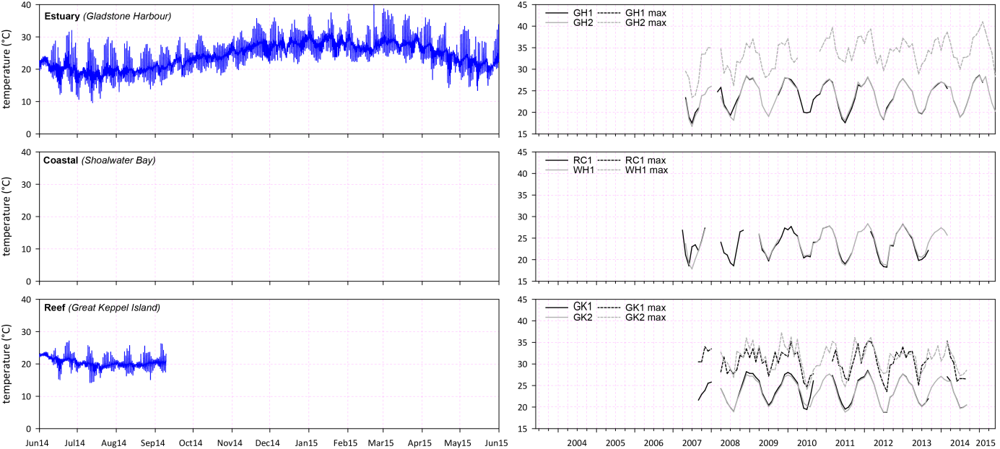 Estuary (Gladstone Harbour)
temperature (°C)
40
30
20
10
0
GH1 GH1 max
GH2 GH2 max
45
40
35
30
25
20
15
Coastal (Shoalwater Bay)
temperature (°C)
40
30
20
10
0
RC1 RC1 max
WH1 WH1 max
45
40
35
30
25
20
15
Reef (Great Keppel Island)
temperature (°C)
40
30
20
10
0
Jun14 Jul14 Aug14 Sep14 Oct14 Nov14 Dec14 Jan15 Feb15 Mar15 Apr15 May15 Jun15
GK1 GK1 max
GK2 GK2 max
45
40
35
30
25
20
15
2004 2005 2006 2007 2008 2009 2010 2011 2012 2013 2014 2015